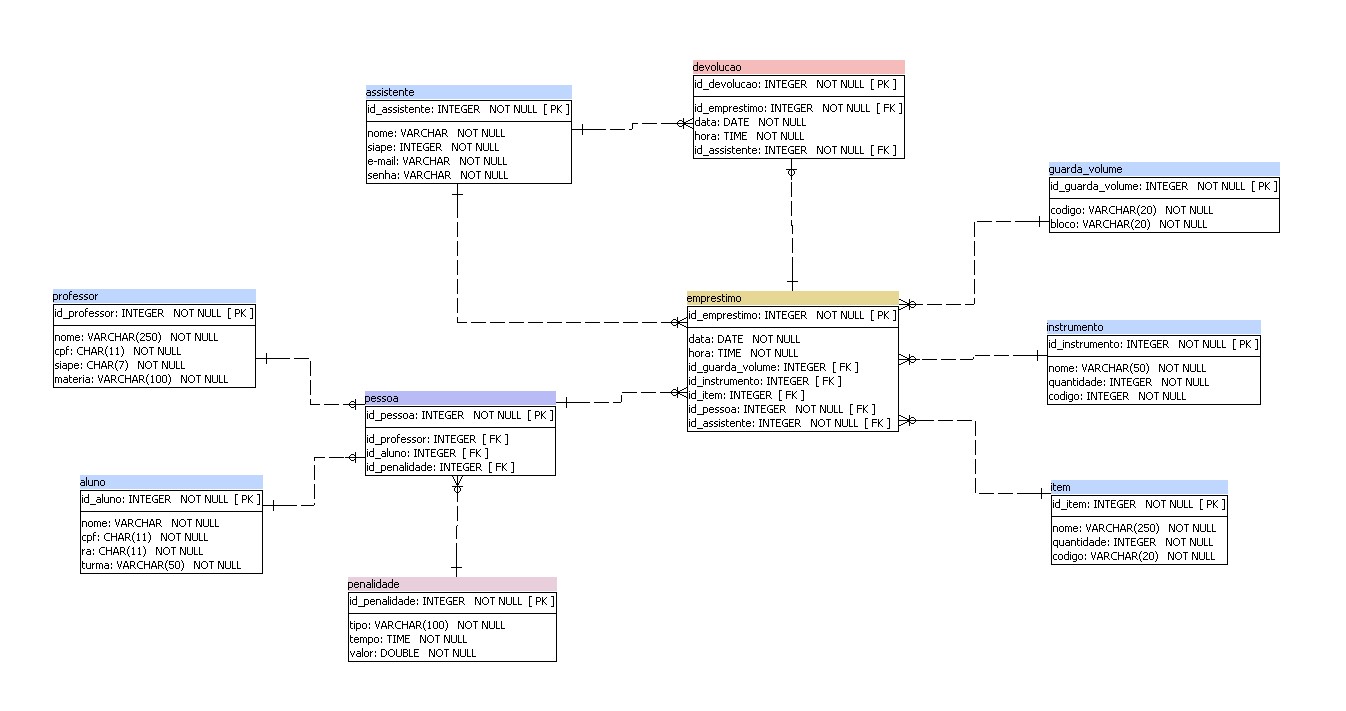 devolucao
id_devolucao: INTEGER NOT NULL [ PK ]
id_emprestimo: INTEGER NOT NULL [ FK ]
data: DATE NOT NULL
hora: TIME NOT NULL
id_assistente: INTEGER NOT NULL [ FK ]
assistente
id_assistente: INTEGER NOT NULL [ PK ]
nome: VARCHAR NOT NULL
siape: INTEGER NOT NULL
e-mail: VARCHAR NOT NULL
senha: VARCHAR NOT NULL
guarda_volume
id_guarda_volume: INTEGER NOT NULL [ PK ]
codigo: VARCHAR(20) NOT NULL
bloco: VARCHAR(20) NOT NULL
professor
id_professor: INTEGER NOT NULL [ PK ]
nome: VARCHAR(250) NOT NULL
cpf: CHAR(11) NOT NULL
siape: CHAR(7) NOT NULL
materia: VARCHAR(100) NOT NULL
emprestimo
id_emprestimo: INTEGER NOT NULL [ PK ]
data: DATE NOT NULL
hora: TIME NOT NULL
id_guarda_volume: INTEGER [ FK ]
id_instrumento: INTEGER [ FK ]
id_item: INTEGER [ FK ]
id_pessoa: INTEGER NOT NULL [ FK ]
id_assistente: INTEGER NOT NULL [ FK ]
instrumento
id_instrumento: INTEGER NOT NULL [ PK ]
nome: VARCHAR(50) NOT NULL
quantidade: INTEGER NOT NULL
codigo: INTEGER NOT NULL
pessoa
id_pessoa: INTEGER NOT NULL [ PK ]
id_professor: INTEGER [ FK ]
id_aluno: INTEGER [ FK ]
id_penalidade: INTEGER [ FK ]
aluno
id_aluno: INTEGER NOT NULL [ PK ]
nome: VARCHAR NOT NULL
cpf: CHAR(11) NOT NULL
ra: CHAR(11) NOT NULL
turma: VARCHAR(50) NOT NULL
item
id_item: INTEGER NOT NULL [ PK ]
nome: VARCHAR(250) NOT NULL
quantidade: INTEGER NOT NULL
codigo: VARCHAR(20) NOT NULL
penalidade
id_penalidade: INTEGER NOT NULL [ PK ]
tipo: VARCHAR(100) NOT NULL
tempo: TIME NOT NULL
valor: DOUBLE NOT NULL